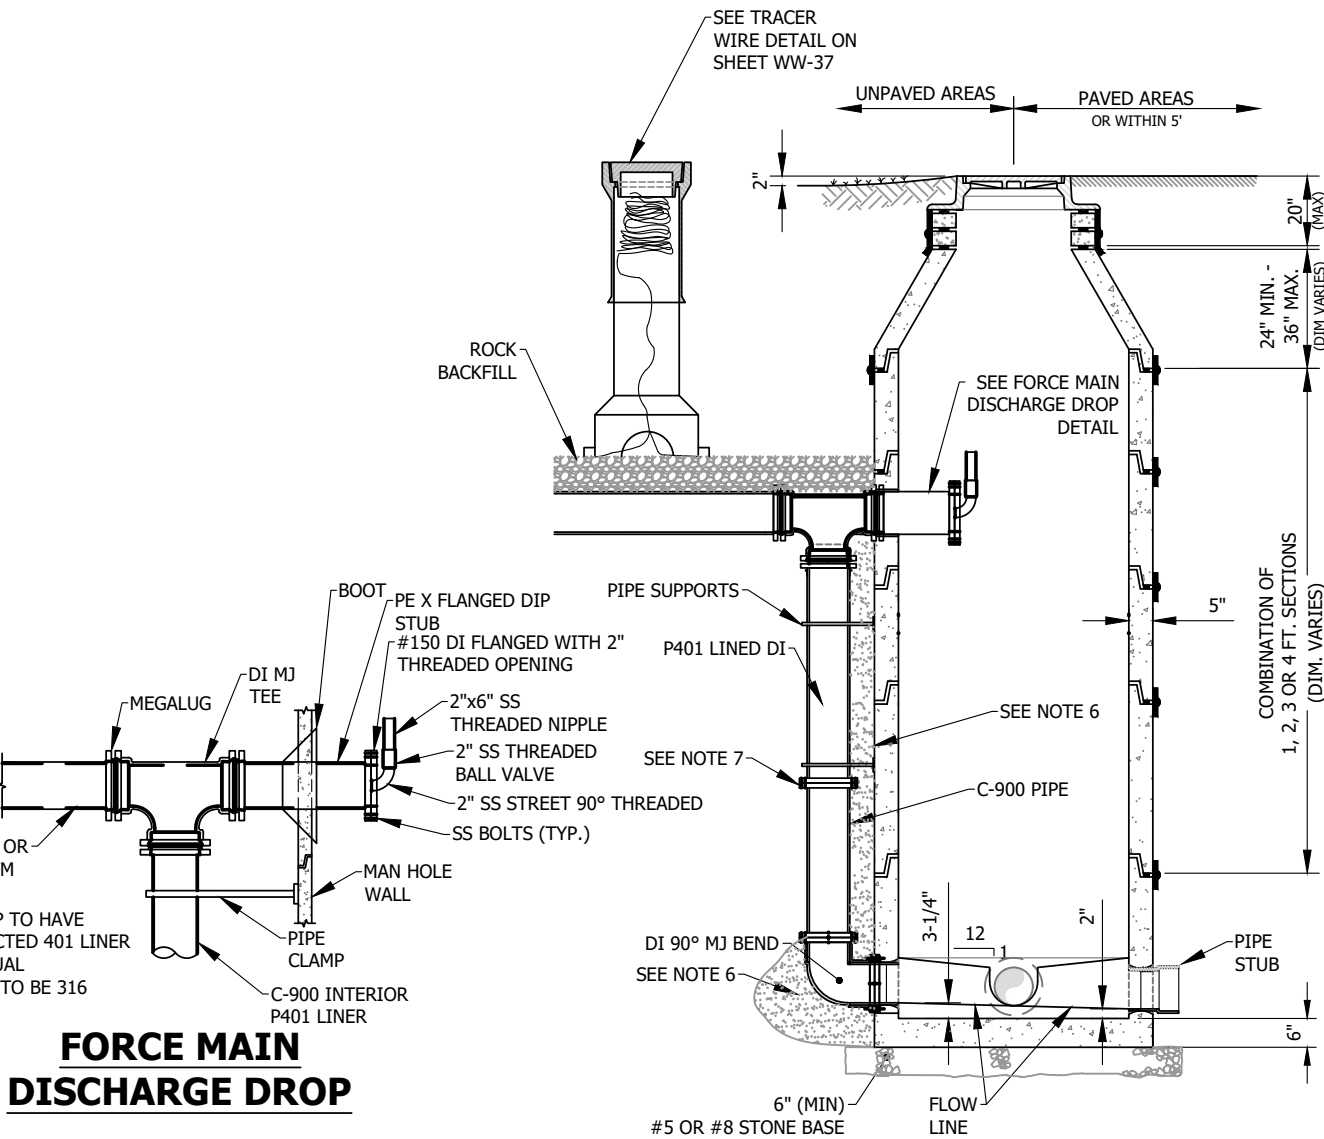 SEE TRACER
WIRE DETAIL ON
SHEET WW-37
UNPAVED AREAS
PAVED AREAS
OR WITHIN 5'
2"
20"
(MAX)
24" MIN. -
36" MAX.
(DIM VARIES)
ROCK
BACKFILL
SEE FORCE MAIN
DISCHARGE DROP
DETAIL
COMBINATION OF
1, 2, 3 OR 4 FT. SECTIONS
(DIM. VARIES)
5"
PIPE SUPPORTS
P401 LINED DI
SEE NOTE 6
SEE NOTE 7
C-900 PIPE
3-1/4"
12
1
2"
DI 90° MJ BEND
SEE NOTE 6
PIPE
STUB
6"
6" (MIN)
#5 OR #8 STONE BASE
FLOW
LINE
BOOT
PE X FLANGED DIP
STUB
#150 DI FLANGED WITH 2"
THREADED OPENING
DI MJ
TEE
MEGALUG
2"x6" SS
THREADED NIPPLE
2" SS THREADED
BALL VALVE
2" SS STREET 90° THREADED
SS BOLTS (TYP.)
OR
M
MAN HOLE
WALL
P TO HAVE
CTED 401 LINER
UAL
TO BE 316
PIPE
CLAMP
C-900 INTERIOR
P401 LINER
FORCE MAIN
DISCHARGE DROP